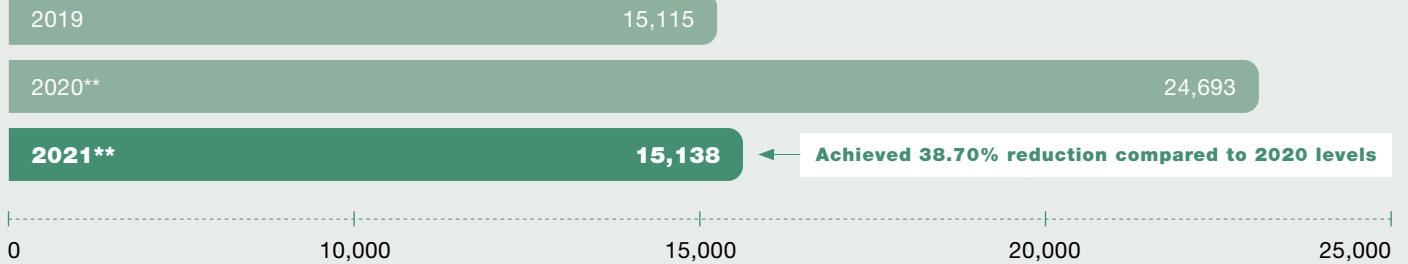 2019 15,115
2020** 24,693
2021** 15,138 Achieved 38.70% reduction compared to 2020 levels
0 10,000 15,000 20,000 25,000